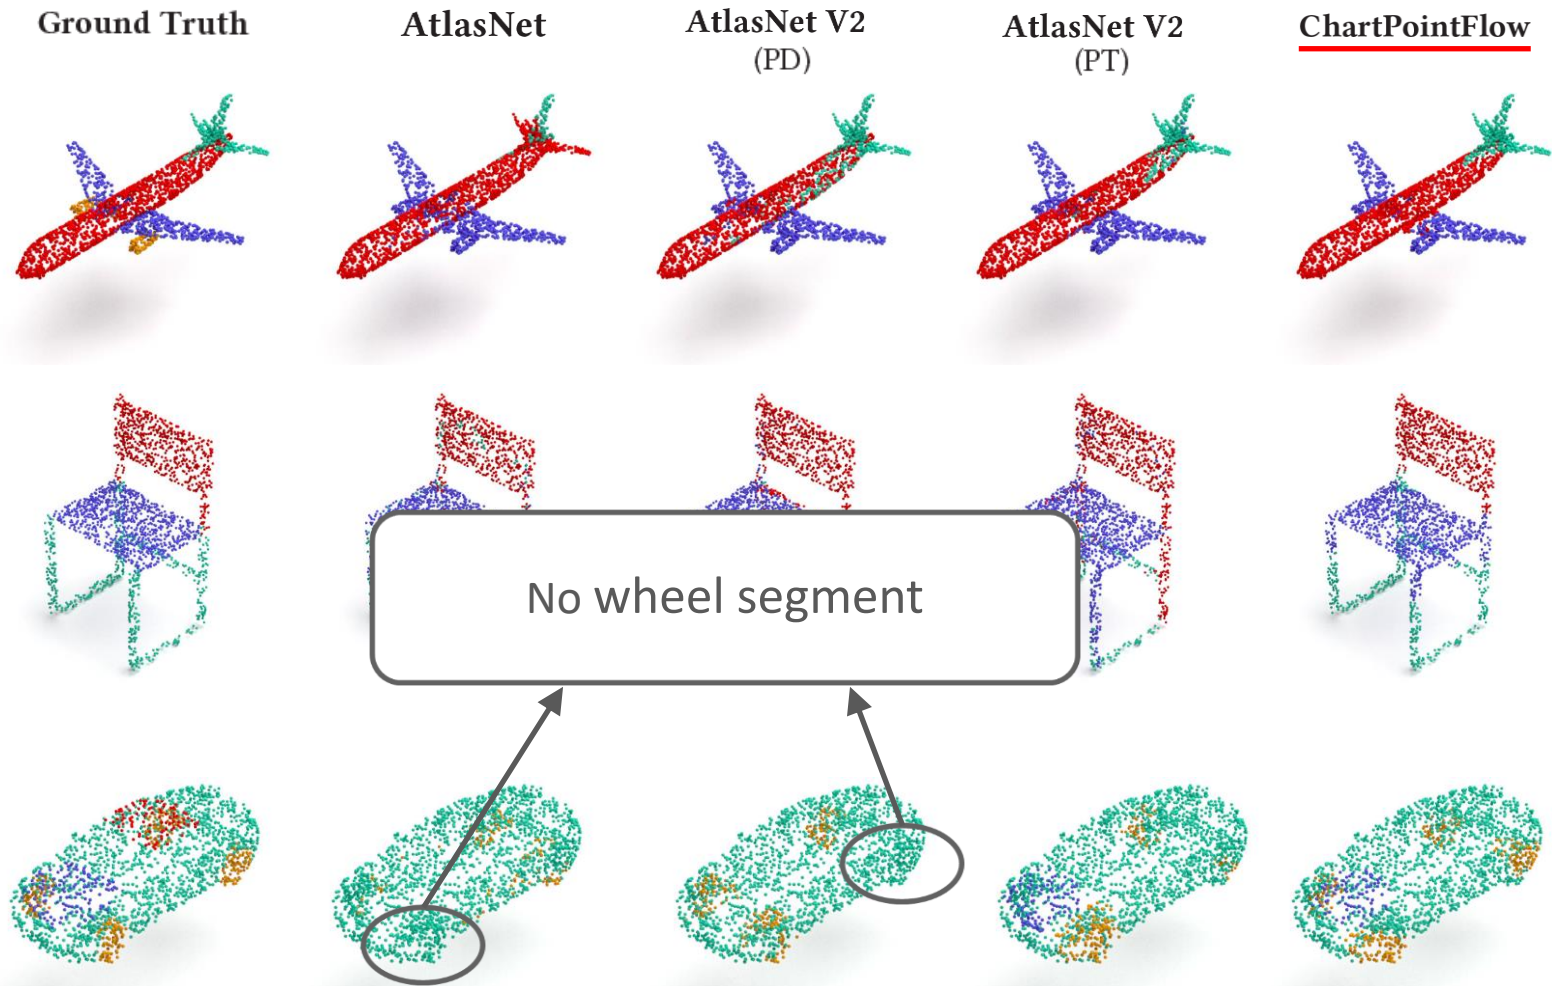 Ground Truth
AtlasNet
AtlasNet V2
(PD)
AtlasNet V2
(PT)
ChartPointFlow
No wheel segment